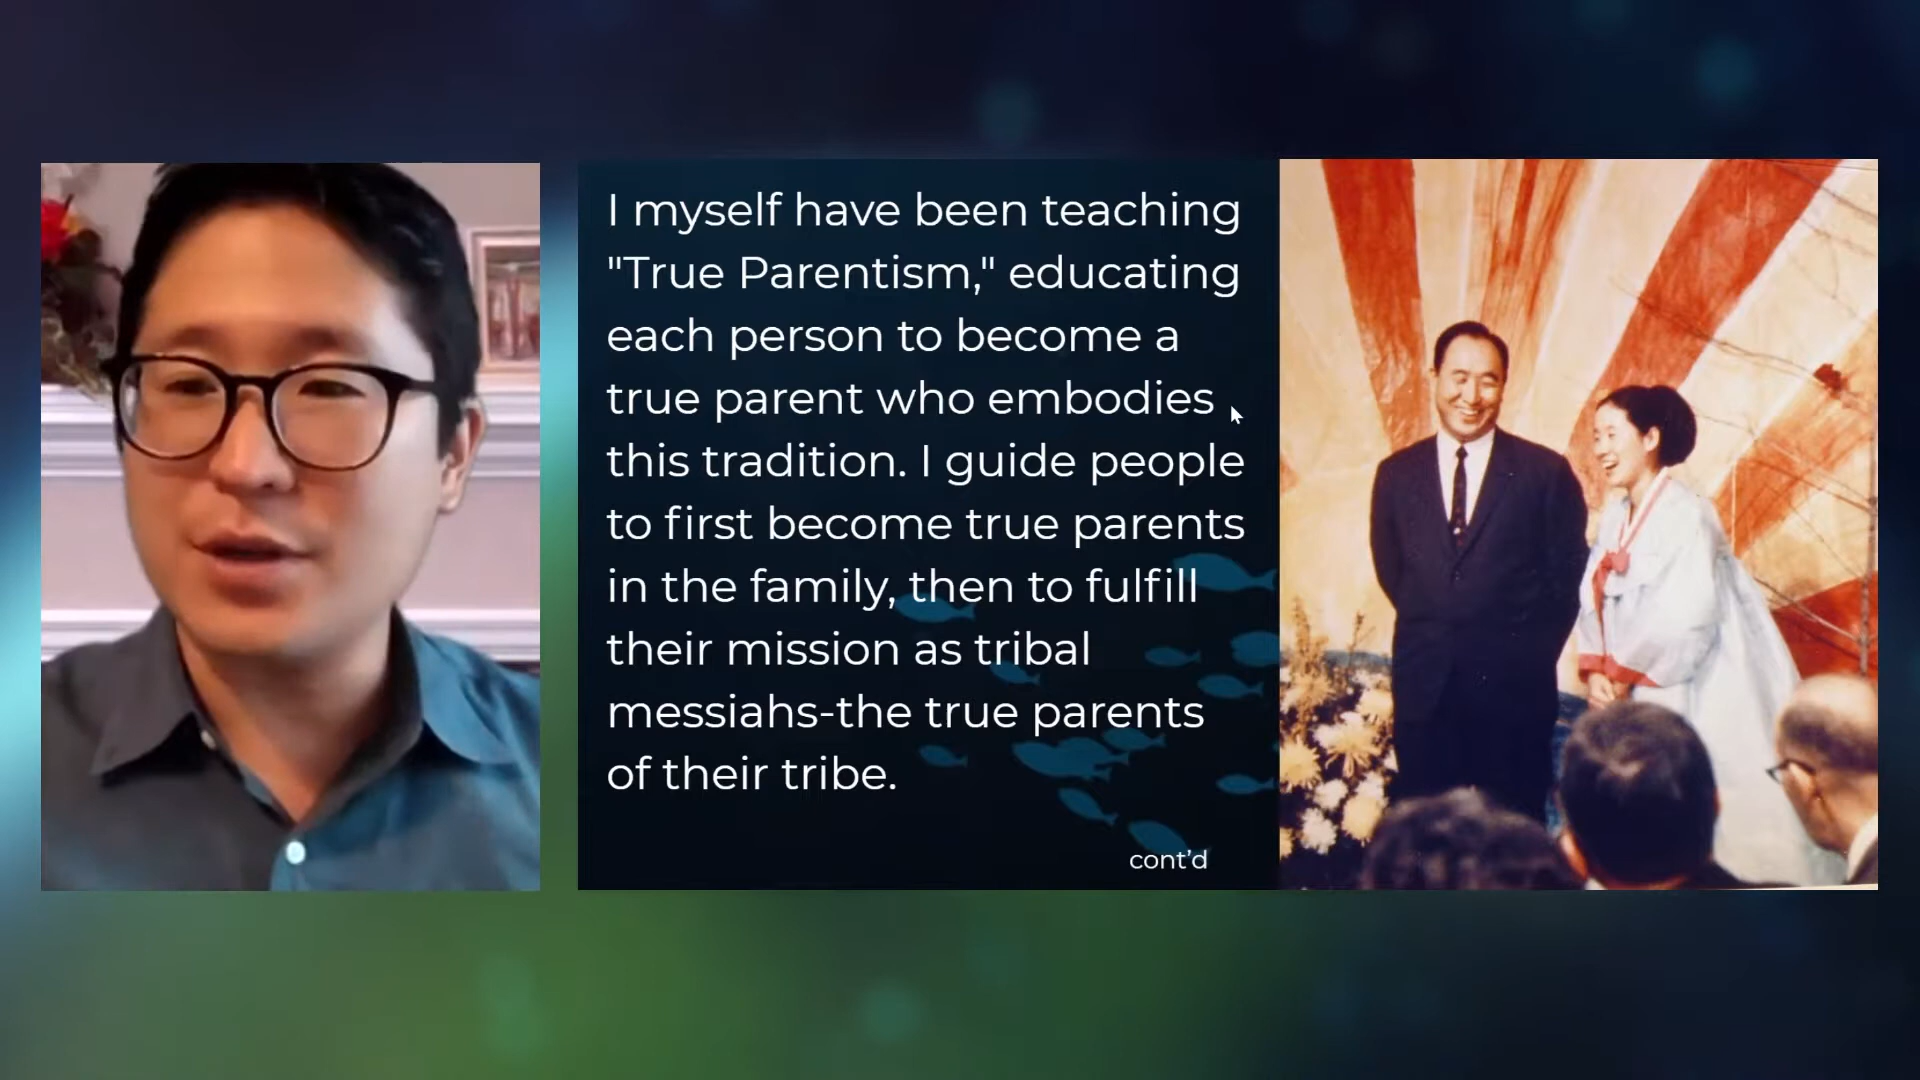 I myself have been teaching
"True Parentism," educating
each person to become a
true parent who embodies
this tradition. I guide people
to first become true parents
in the family, then to fulfill
their mission as tribal
messiahs-the true parents
of their tribe.
cont'd